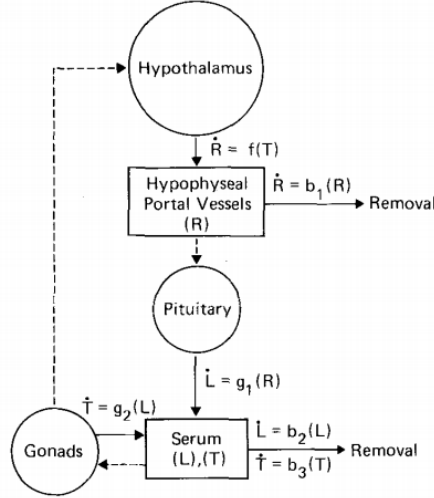 Hypothalamus
Ṙ = f(T)
Hypophyseal
Portal Vessels
(R)
Ṙ = b₁(R)
Removal
Pituitary
L̇ = g₁(R)
Ṫ = g₂(L)
Gonads
Serum
(L),(T)
L̇ = b₂(L)
Ṫ = b₃(T)
Removal